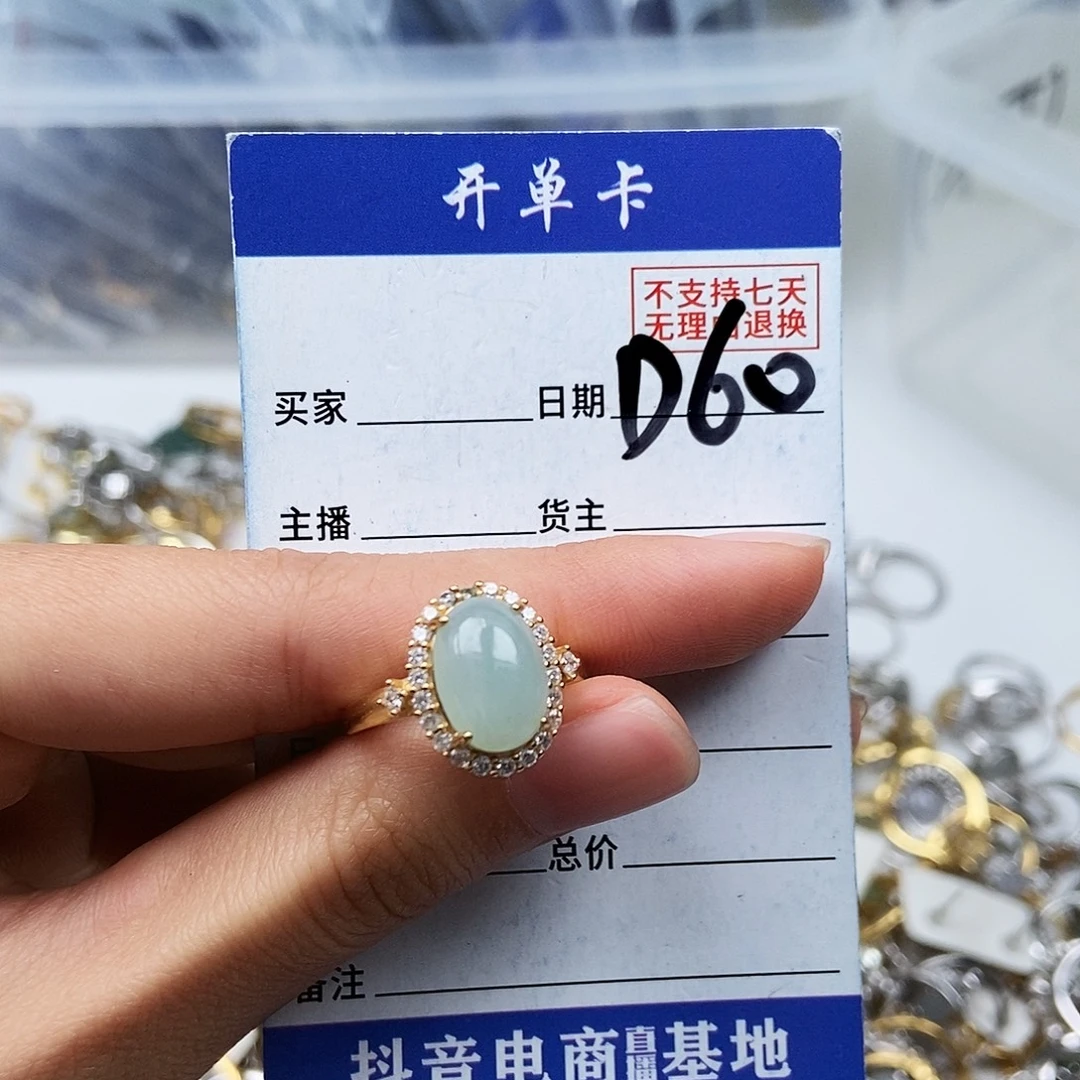 开单卡
不支持七天
无理由退换
买家 日期 D60
主播 货主
总价
备注
抖音电商直播基地